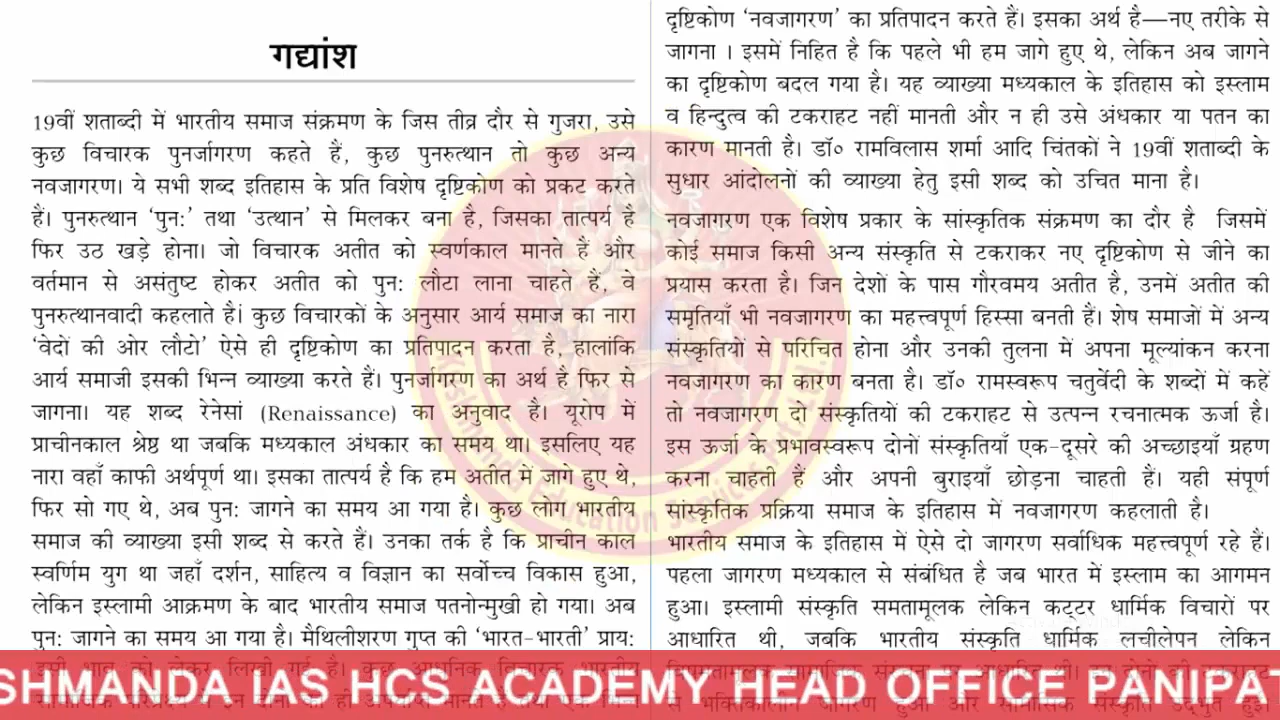 गद्यांश
19वीं शताब्दी में भारतीय समाज संक्रमण के जिस तीव्र दौर से गुजरा, उसे
कुछ विचारक पुनर्जागरण कहते हैं, कुछ पुनरुत्थान तो कुछ अन्य
नवजागरण। ये सभी शब्द इतिहास के प्रति विशेष दृष्टिकोण को प्रकट करते
हैं। पुनरुत्थान 'पुन:' तथा 'उत्थान' से मिलकर बना है, जिसका तात्पर्य है
फिर उठ खड़े होना। जो विचारक अतीत को स्वर्णकाल मानते हैं और
वर्तमान से असंतुष्ट होकर अतीत को पुन: लौटा लाना चाहते हैं, वे
पुनरुत्थानवादी कहलाते है। कुछ विचारकों के अनुसार आर्य समाज का नारा
'वेदों की ओर लौटो' ऐसे ही दृष्टिकोण का प्रतिपादन करता है, हालांकि
आर्य समाजी इसकी भिन्न व्याख्या करते हैं। पुनर्जागरण का अर्थ है फिर से
जागना। यह शब्द रेनेसां (Renaissance) का अनुवाद है। यूरोप में
प्राचीनकाल श्रेष्ठ था जबकि मध्यकाल अंधकार का समय था। इसलिए यह
नारा वहाँ काफी अर्थपूर्ण था। इसका तात्पर्य है कि हम अतीत में जागे हुए थे,
फिर सो गए थे, अब पुन: जागने का समय आ गया है। कुछ लोग भारतीय
समाज की व्याख्या इसी शब्द से करते हैं। उनका तर्क है कि प्राचीन काल
स्वर्णिम युग था जहाँ दर्शन, साहित्य व विज्ञान का सर्वोच्च विकास हुआ,
लेकिन इस्लामी आक्रमण के बाद भारतीय समाज पतनोन्मुखी हो गया। अब
पुन: जागने का समय आ गया है। मैथिलीशरण गुप्त की 'भारत-भारती' प्राय:
दृष्टिकोण 'नवजागरण' का प्रतिपादन करते हैं। इसका अर्थ है—नए तरीके से
जागना । इसमें निहित है कि पहले भी हम जागे हुए थे, लेकिन अब जागने
का दृष्टिकोण बदल गया है। यह व्याख्या मध्यकाल के इतिहास को इस्लाम
व हिन्दुत्व की टकराहट नहीं मानती और न ही उसे अंधकार या पतन का
कारण मानती है। डॉ० रामविलास शर्मा आदि चिंतकों ने 19वीं शताब्दी के
सुधार आंदोलनों की व्याख्या हेतु इसी शब्द को उचित माना है।
नवजागरण एक विशेष प्रकार के सांस्कृतिक संक्रमण का दौर है जिसमें
कोई समाज किसी अन्य संस्कृति से टकराकर नए दृष्टिकोण से जीने का
प्रयास करता है। जिन देशों के पास गौरवमय अतीत है, उनमें अतीत की
समृतियाँ भी नवजागरण का महत्त्वपूर्ण हिस्सा बनती हैं। शेष समाजों में अन्य
संस्कृतियों से परिचित होना और उनकी तुलना में अपना मूल्यांकन करना
नवजागरण का कारण बनता है। डॉ० रामस्वरूप चतुर्वेदी के शब्दों में कहें
तो नवजागरण दो संस्कृतियों की टकराहट से उत्पन्न रचनात्मक ऊर्जा है।
इस ऊर्जा के प्रभावस्वरूप दोनों संस्कृतियाँ एक-दूसरे की अच्छाइयाँ ग्रहण
करना चाहती हैं और अपनी बुराइयाँ छोड़ना चाहती हैं। यही संपूर्ण
सांस्कृतिक प्रक्रिया समाज के इतिहास में नवजागरण कहलाती है।
भारतीय समाज के इतिहास में ऐसे दो जागरण सर्वाधिक महत्त्वपूर्ण रहे हैं।
पहला जागरण मध्यकाल से संबंधित है जब भारत में इस्लाम का आगमन
हुआ। इस्लामी संस्कृति समतामूलक लेकिन कट्टर धार्मिक विचारों पर
आधारित थी, जबकि भारतीय संस्कृति धार्मिक लचीलेपन लेकिन
SHMANDA IAS HCS ACADEMY HEAD OFFICE PANIPAT